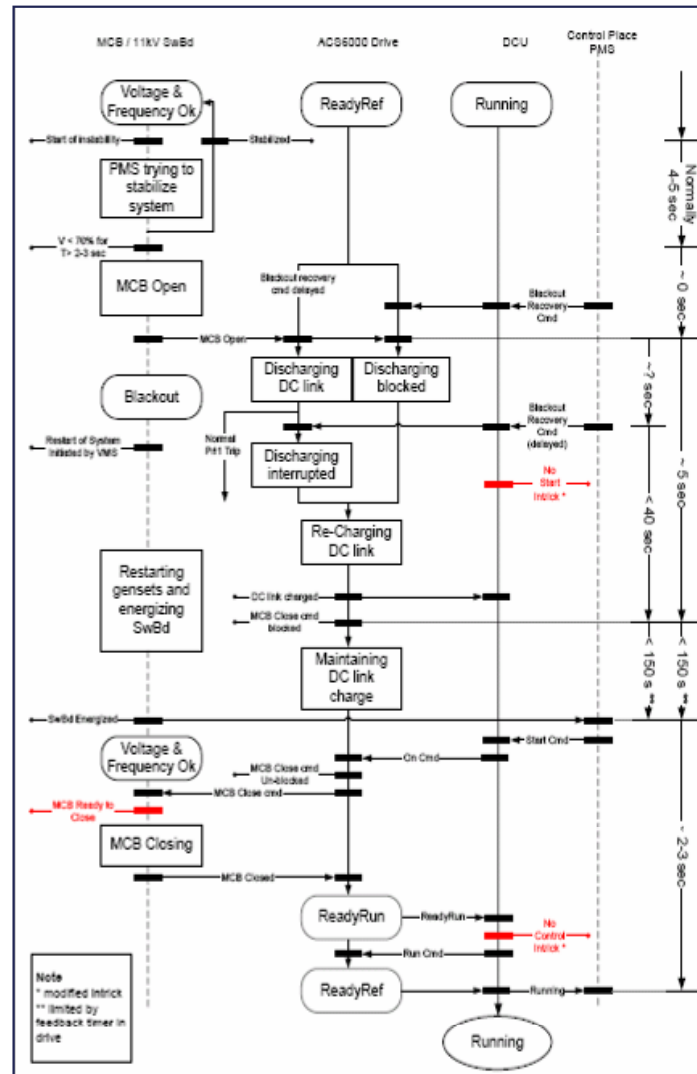 MCB / 11kV SwBd
ACS6000 Drive
DCU
Control Place
PMS
Voltage &
Frequency Ok
ReadyRef
Running
Start of instability
Stabilized
PMS trying to
stabilize
system
Normally
4-5 sec
V < 70% for
T> 2-3 sec
MCB Open
Blackout recovery
cmd delayed
Blackout
Recovery
Cmd
~ 0 sec
MCB Open
Discharging
DC link
Discharging
blocked
~? sec
Blackout
Restart of System
Initiated by VMS
Normal
Trip
Blackout
Recovery
Cmd
(delayed)
Discharging
interrupted
No
Start
Intrlck *
~ 5 sec
< 40 sec
Re-Charging
DC link
Restarting
gensets and
energizing
SwBd
DC link charged
MCB Close cmd
blocked
Maintaining
DC link
charge
< 150 s **
< 150 s **
SwBd Energized
Start Cmd
Voltage &
Frequency Ok
On Cmd
MCB Close cmd
Un-blocked
MCB Close cmd
MCB Ready to
Close
MCB Closing
~ 2-3 sec
MCB Closed
ReadyRun
ReadyRun
No
Control
Intrlck *
Run Cmd
ReadyRef
Running
Running
Note
* modified Intrlck
** limited by
feedback timer in
drive